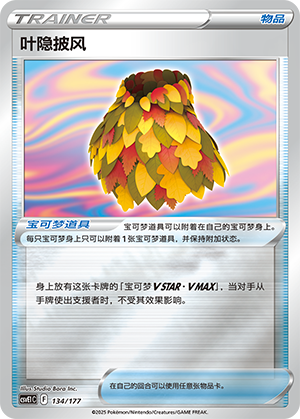 TRAINER
物品
叶隐披风
宝可梦道具
宝可梦道具可以附着在自己的宝可梦身上。
每只宝可梦身上只可以附着1张宝可梦道具，并保持附加状态。
身上放有这张卡牌的「宝可梦VSTAR·VMAX」，当对手从
手牌使出支援者时，不受其效果影响。
Illus. Studio Bora Inc.
134/177
在自己的回合可以使用任意张物品卡。
©2025 Pokémon/Nintendo/Creatures/GAME FREAK.